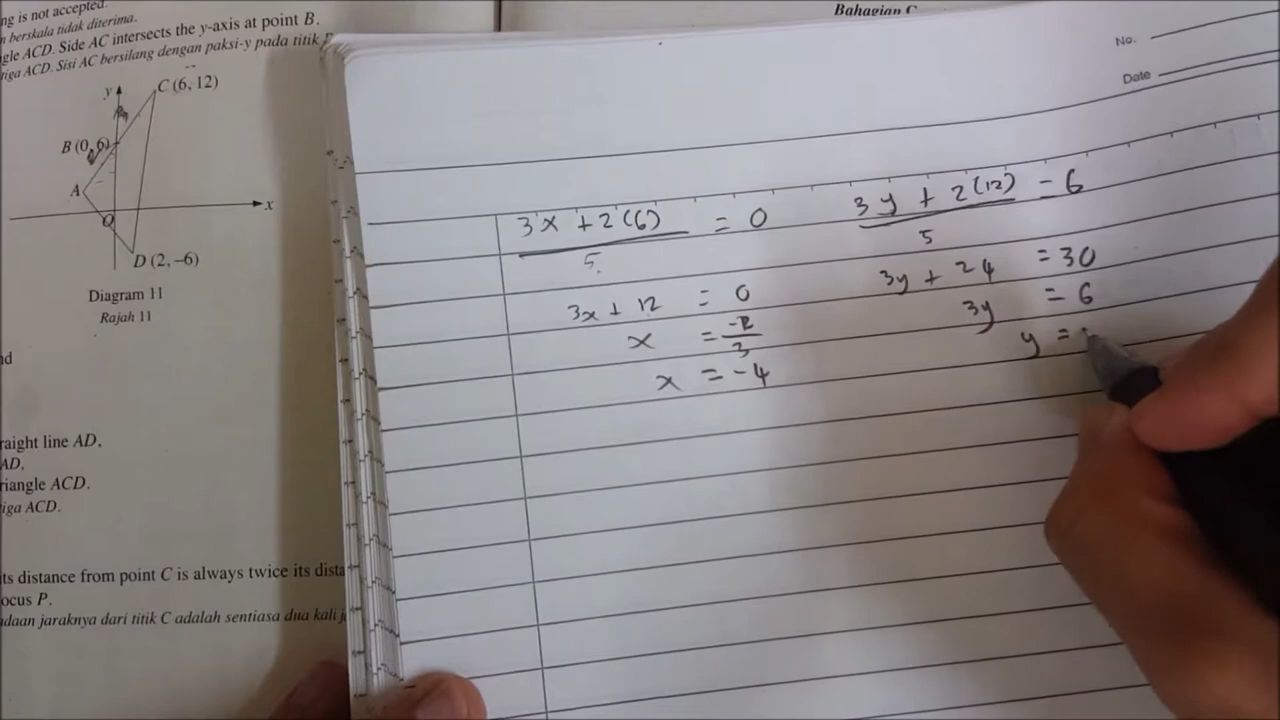 ng is not accepted.
n berskala tidak diterima.
gle ACD. Side AC intersects the y-axis at point B.
tiga ACD. Sisi AC bersilang dengan paksi-y pada titik
y
C (6, 12)
B (0, 6)
A
x
O
D (2, –6)
Diagram 11
Rajah 11
nd
raight line AD,
AD,
riangle ACD.
iga ACD.
its distance from point C is always twice its dista
ocus P.
adaan jaraknya dari titik C adalah sentiasa dua kali j
Bahagian C
No.
Date
3x + 2(6) = 0
5
3x + 12 = 0
x = -12
3
x = -4
3y + 2(12) = 6
5
3y + 24 = 30
3y = 6
y =